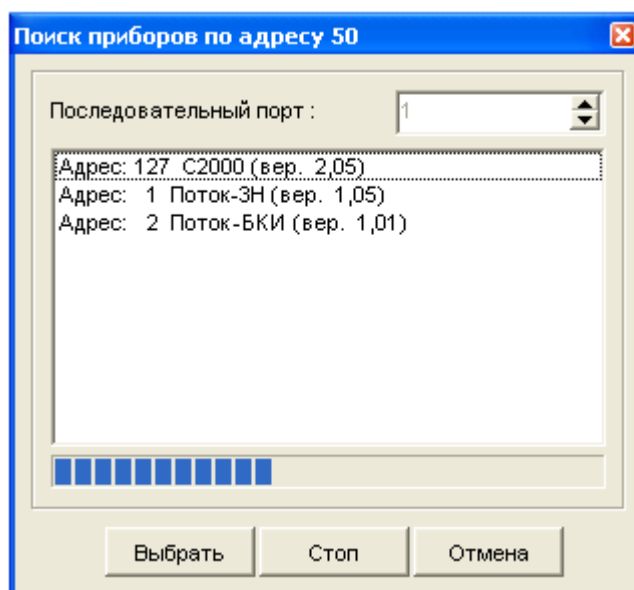 Поиск приборов по адресу 50
Последовательный порт : 1
Адрес: 127 С2000 (вер. 2,05)
Адрес: 1 Поток-3Н (вер. 1,05)
Адрес: 2 Поток-БКИ (вер. 1,01)
Выбрать Стоп Отмена